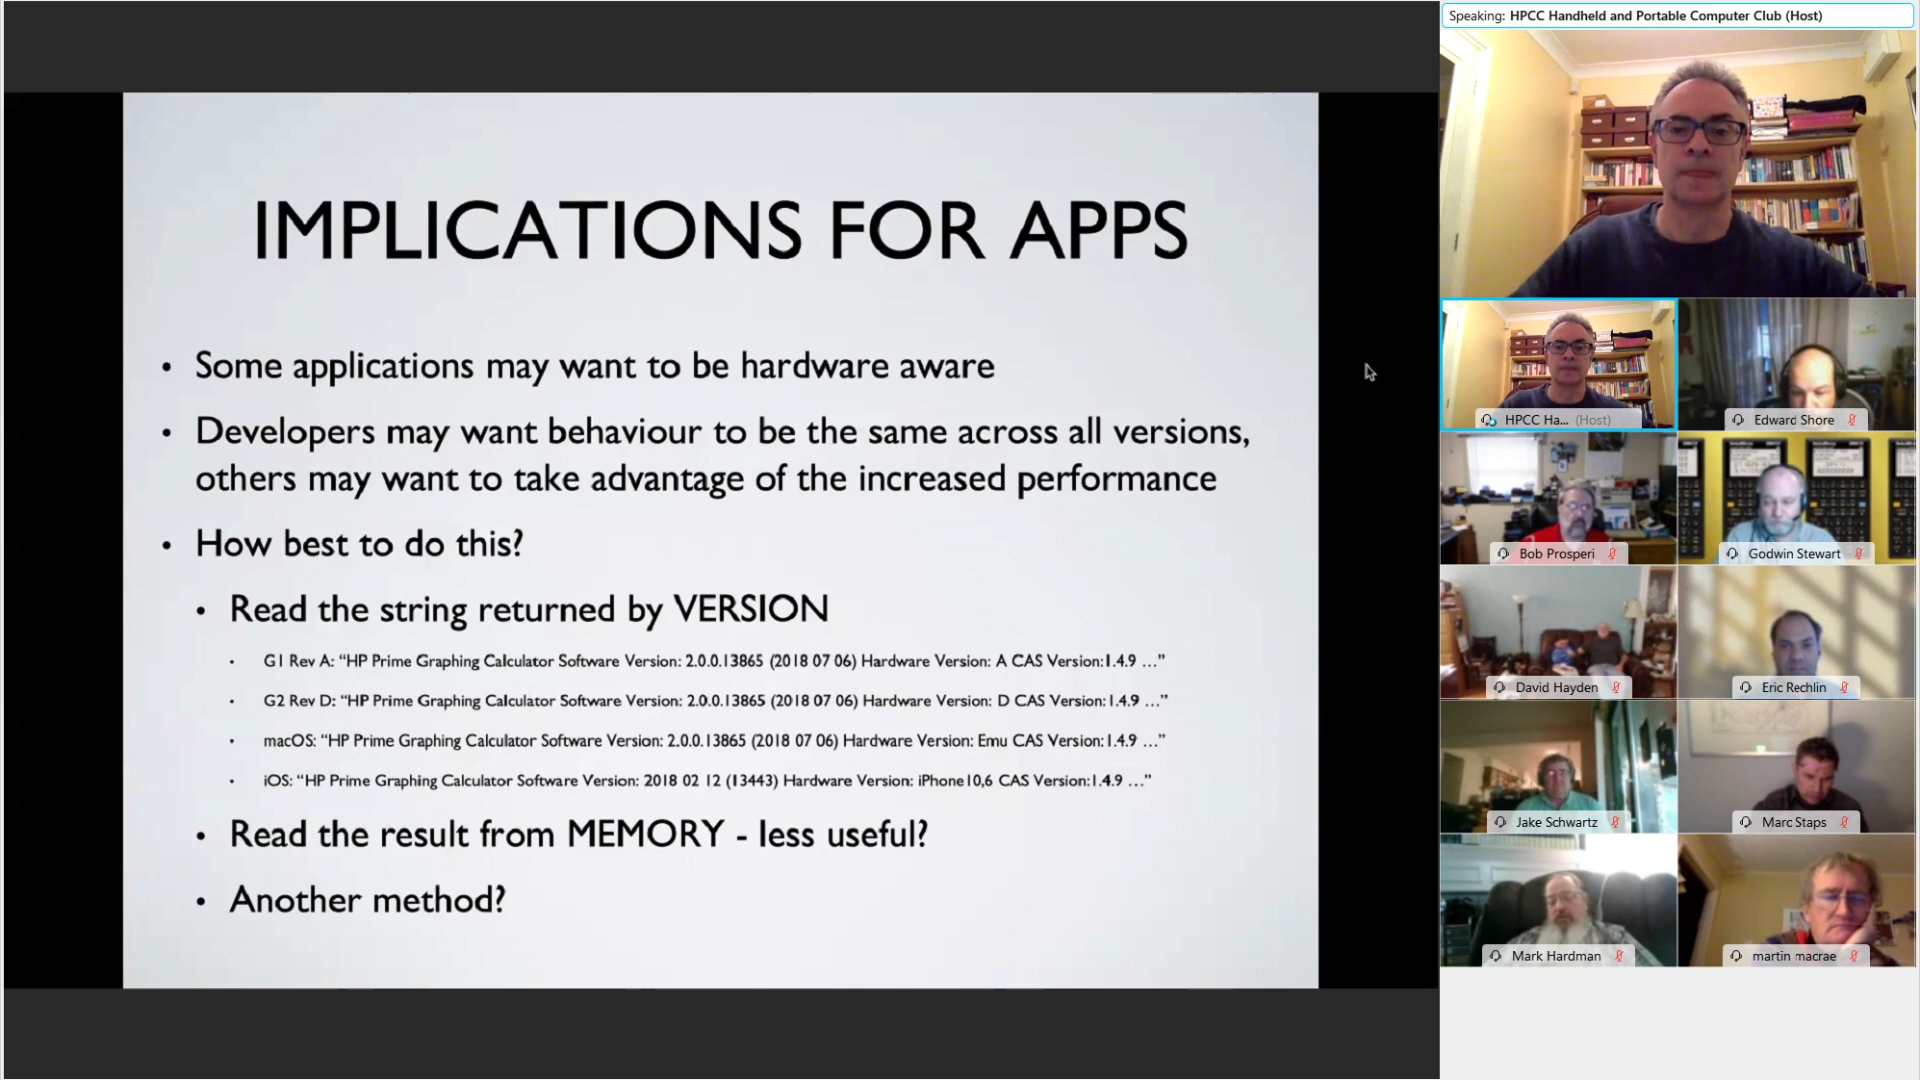 Speaking: HPCC Handheld and Portable Computer Club (Host)
IMPLICATIONS FOR APPS
• Some applications may want to be hardware aware
• Developers may want behaviour to be the same across all versions,
others may want to take advantage of the increased performance
• How best to do this?
• Read the string returned by VERSION
• G1 Rev A: “HP Prime Graphing Calculator Software Version: 2.0.0.13865 (2018 07 06) Hardware Version: A CAS Version:1.4.9 …”
• G2 Rev D: “HP Prime Graphing Calculator Software Version: 2.0.0.13865 (2018 07 06) Hardware Version: D CAS Version:1.4.9 …”
• macOS: “HP Prime Graphing Calculator Software Version: 2.0.0.13865 (2018 07 06) Hardware Version: Emu CAS Version:1.4.9 …”
• iOS: “HP Prime Graphing Calculator Software Version: 2018 02 12 (13443) Hardware Version: iPhone10,6 CAS Version:1.4.9 …”
• Read the result from MEMORY - less useful?
• Another method?
HPCC Ha... (Host)
Edward Shore
Bob Prosperi
Godwin Stewart
David Hayden
Eric Rechlin
Jake Schwartz
Marc Staps
Mark Hardman
martin macrae